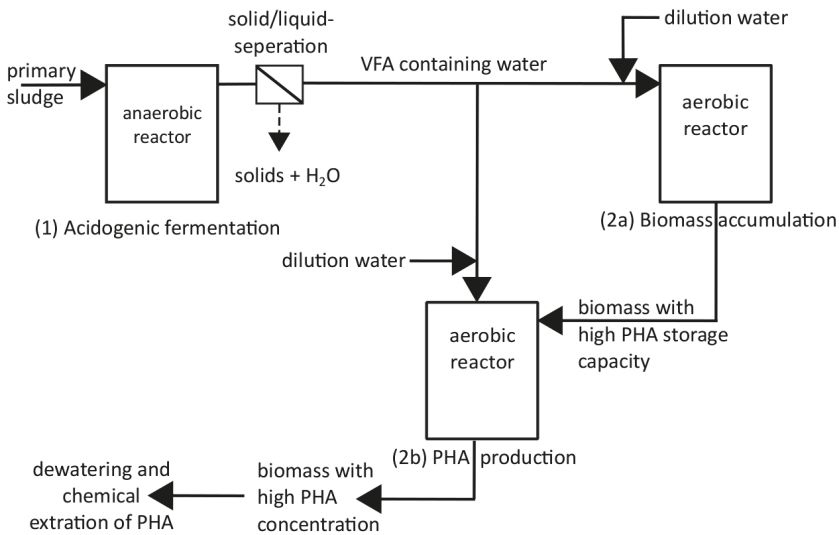 solid/liquid-
seperation
dilution water
primary
sludge
VFA containing water
anaerobic
reactor
aerobic
reactor
solids + H₂O
(1) Acidogenic fermentation
(2a) Biomass accumulation
dilution water
biomass with
high PHA storage
capacity
aerobic
reactor
(2b) PHA production
dewatering and
chemical
extration of PHA
biomass with
high PHA
concentration